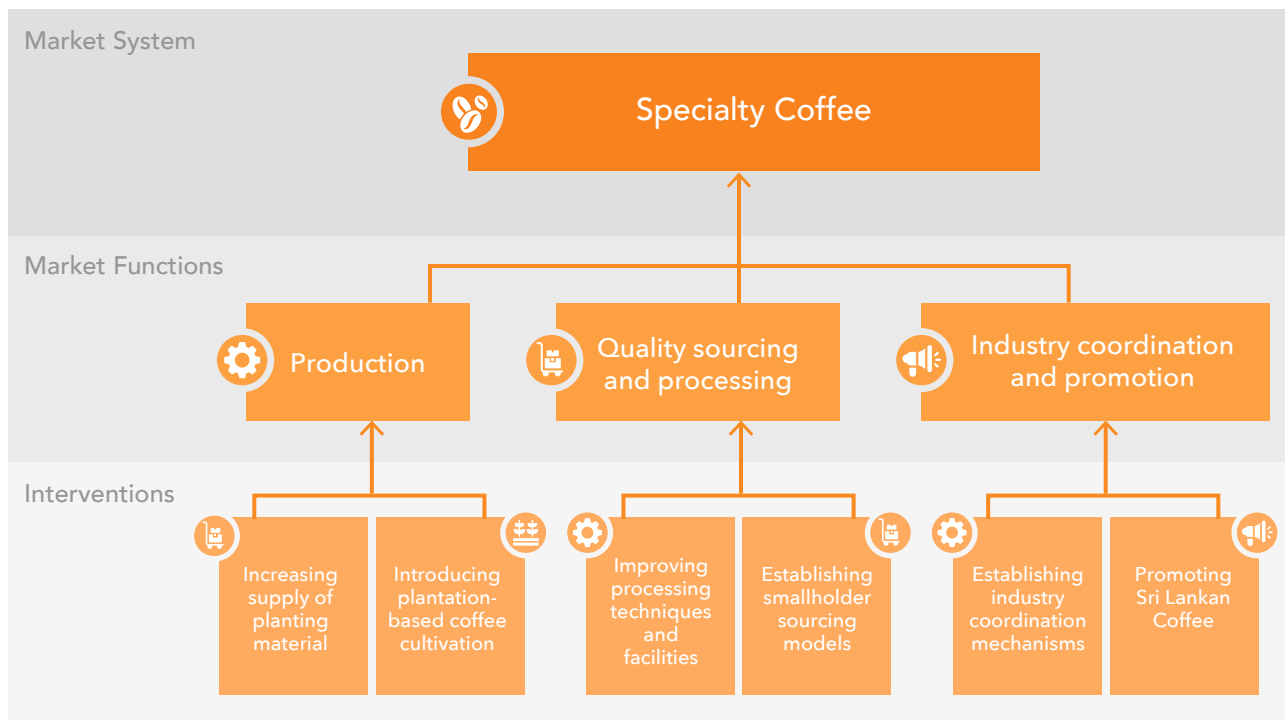 Market System
Specialty Coffee
Market Functions
Production
Quality sourcing
and processing
Industry coordination
and promotion
Interventions
Increasing
supply of
planting
material
Introducing
plantation-
based coffee
cultivation
Improving
processing
techniques
and
facilities
Establishing
smallholder
sourcing
models
Establishing
industry
coordination
mechanisms
Promoting
Sri Lankan
Coffee